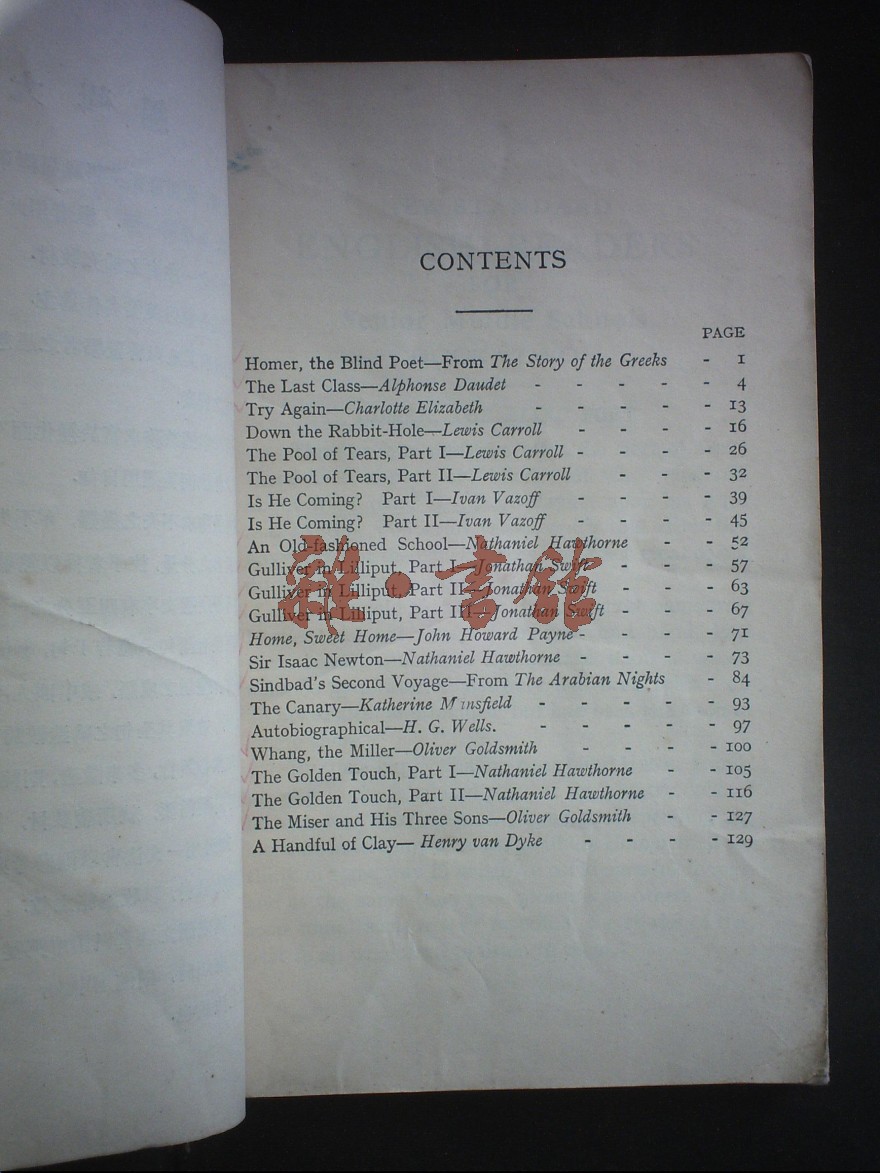 CONTENTS
PAGE
Homer, the Blind Poet—From The Story of the Greeks - 1
The Last Class—Alphonse Daudet - - - - - 4
Try Again—Charlotte Elizabeth - - - - - 13
Down the Rabbit-Hole—Lewis Carroll - - - - 16
The Pool of Tears, Part I—Lewis Carroll - - - - 26
The Pool of Tears, Part II—Lewis Carroll - - - 32
Is He Coming? Part I—Ivan Vazoff - - - - 39
Is He Coming? Part II—Ivan Vazoff - - - - 45
An Old-fashioned School—Nathaniel Hawthorne - - 52
Gulliver in Lilliput, Part I—Jonathan Swift - - - 57
Gulliver in Lilliput, Part II—Jonathan Swift - - - 63
Gulliver in Lilliput, Part III—Jonathan Swift - - - 67
Home, Sweet Home—John Howard Payne - - - - 71
Sir Isaac Newton—Nathaniel Hawthorne - - - - 73
Sindbad's Second Voyage—From The Arabian Nights - 84
The Canary—Katherine Mansfield - - - - - 93
Autobiographical—H. G. Wells. - - - - - 97
Whang, the Miller—Oliver Goldsmith - - - - 100
The Golden Touch, Part I—Nathaniel Hawthorne - - 105
The Golden Touch, Part II—Nathaniel Hawthorne - - 116
The Miser and His Three Sons—Oliver Goldsmith - - 127
A Handful of Clay— Henry van Dyke - - - - 129
雜·書館